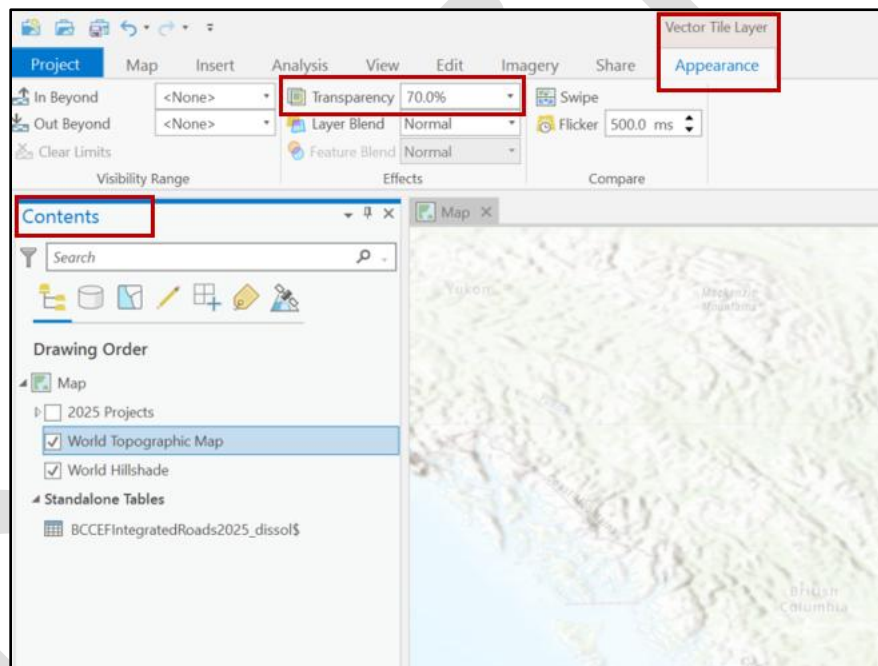 Vector Tile Layer
Project Map Insert Analysis View Edit Imagery Share Appearance
In Beyond <None> Transparency 70.0% Swipe
Out Beyond <None> Layer Blend Normal Flicker 500.0 ms
Clear Limits Feature Blend Normal
Visibility Range Effects Compare
Contents
Map
Search
Drawing Order
Map
2025 Projects
World Topographic Map
World Hillshade
Standalone Tables
BCCEFIntegratedRoads2025_dissol$
Yukon
Mackenzie
Mountains
British
Columbia